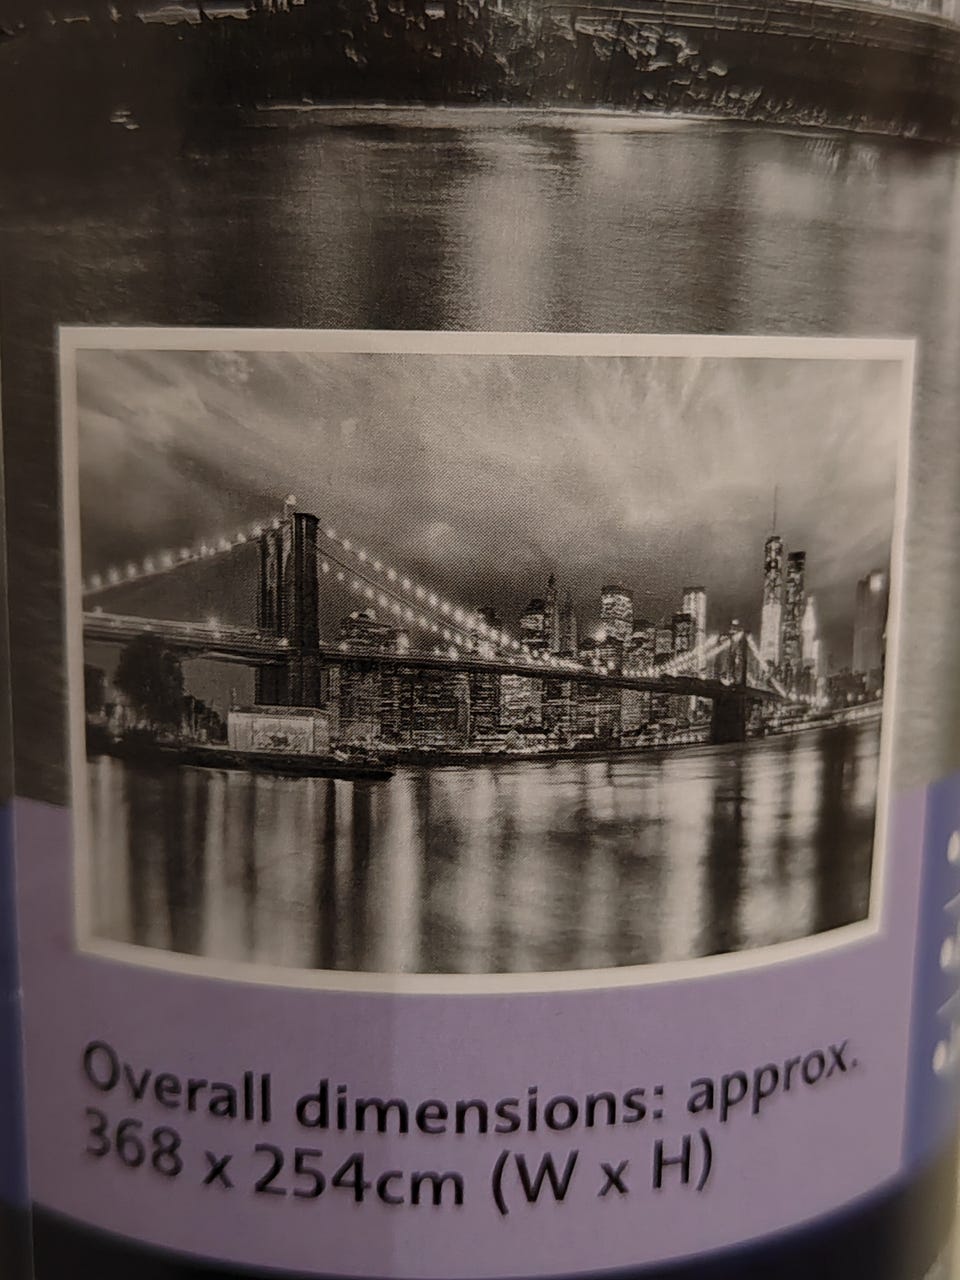 Overall dimensions: approx.
368 x 254cm (W x H)